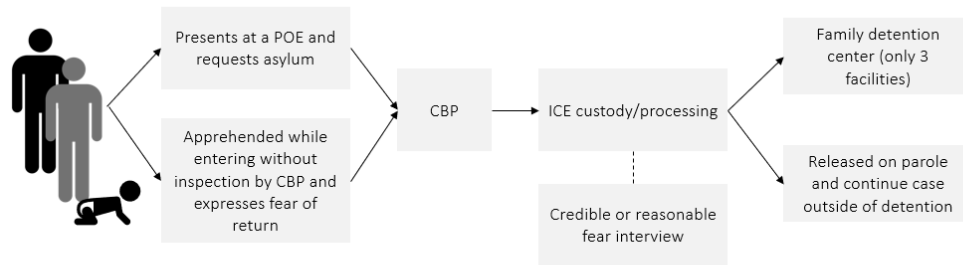 Presents at a POE and
requests asylum
Apprehended while
entering without
inspection by CBP and
expresses fear of
return
CBP
ICE custody/processing
Credible or reasonable
fear interview
Family detention
center (only 3
facilities)
Released on parole
and continue case
outside of detention